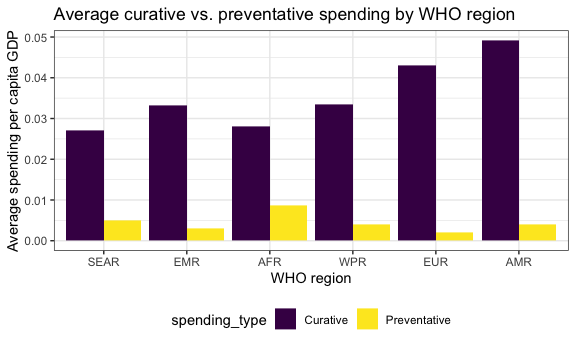 Average curative vs. preventative spending by WHO region
Average spending per capita GDP
0.05
0.04
0.03
0.02
0.01
0.00
SEAR EMR AFR WPR EUR AMR
WHO region
spending_type Curative Preventative